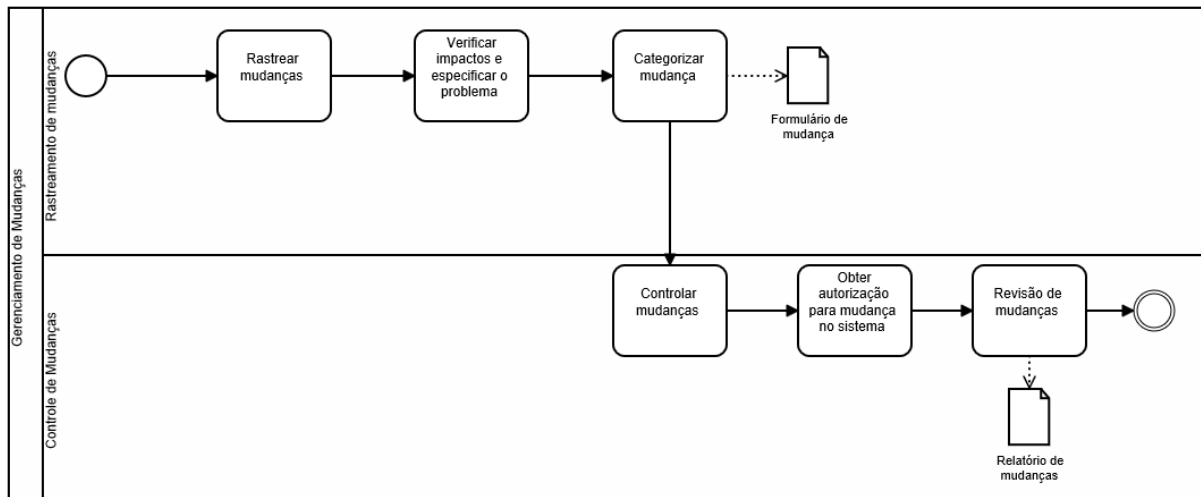 Gerenciamento de Mudanças
Rastreamento de mudanças
Rastrear
mudanças
Verificar
impactos e
especificar o
problema
Categorizar
mudança
Formulário de
mudança
Controle de Mudanças
Controlar
mudanças
Obter
autorização
para mudança
no sistema
Revisão de
mudanças
Relatório de
mudanças